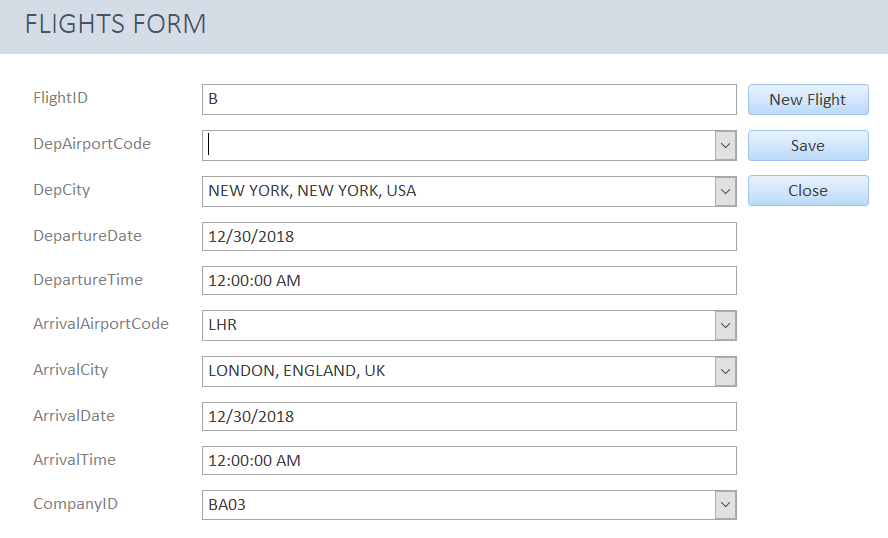 FLIGHTS FORM
FlightID B New Flight
DepAirportCode Save
DepCity NEW YORK, NEW YORK, USA Close
DepartureDate 12/30/2018
DepartureTime 12:00:00 AM
ArrivalAirportCode LHR
ArrivalCity LONDON, ENGLAND, UK
ArrivalDate 12/30/2018
ArrivalTime 12:00:00 AM
CompanyID BA03